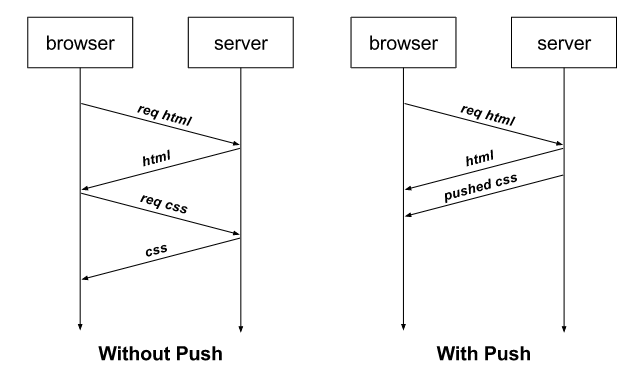 browser
server
req html
html
req css
css
Without Push
browser
server
req html
html
pushed css
With Push